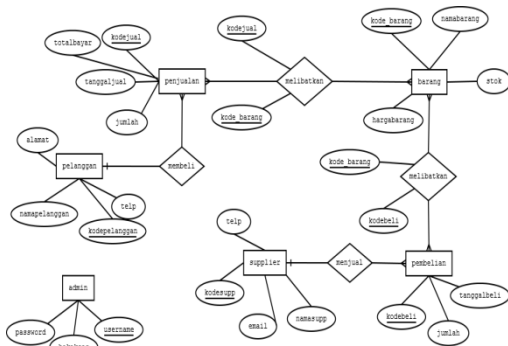 kode_barang
namabarang
kodejual
kodejual
totalbayar
tanggaljual
penjualan
melibatkan
barang
stok
jumlah
kode_barang
hargabarang
alamat
pelanggan
membeli
kode_barang
melibatkan
telp
namapelanggan
kodepelanggan
kodebeli
telp
supplier
menjual
pembelian
kodesupp
tanggalbeli
admin
namasupp
kodebeli
email
jumlah
password
username